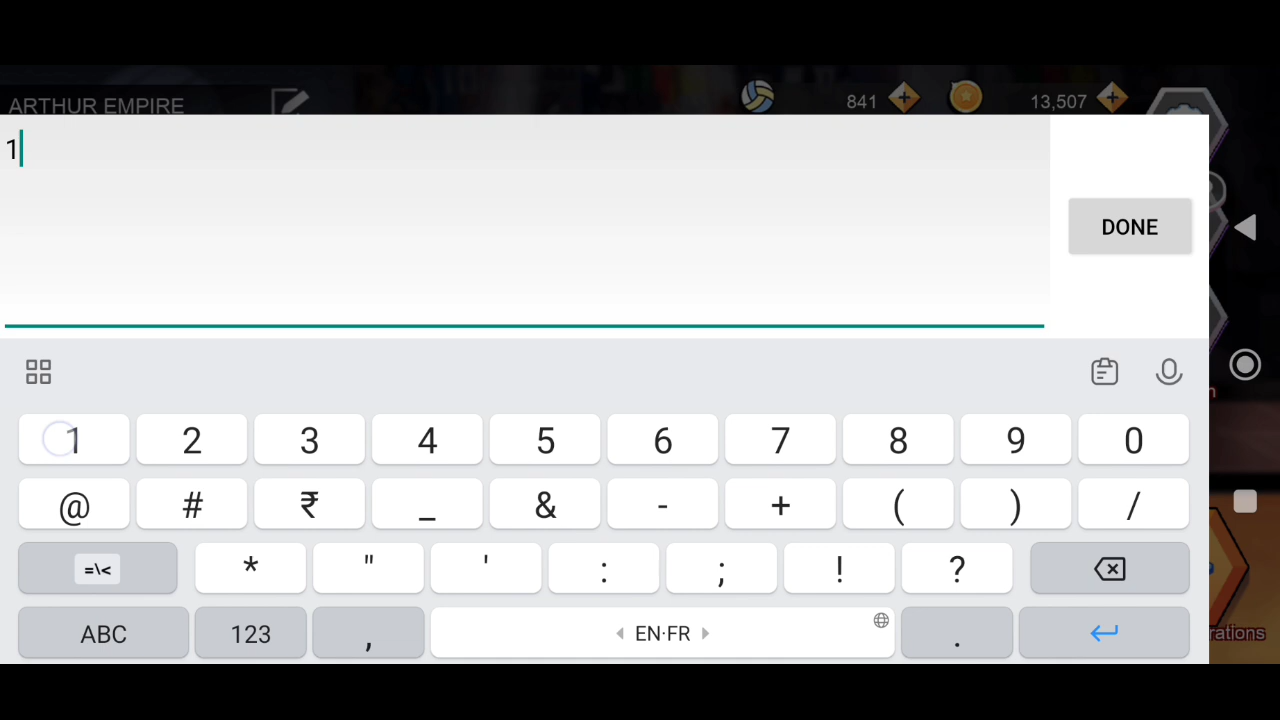 ARTHUR EMPIRE 841 13,507
1
DONE
1 2 3 4 5 6 7 8 9 0
@ # ₹ _ & - + ( ) /
=\< * " ' : ; ! ?
ABC 123 , EN·FR .
rations